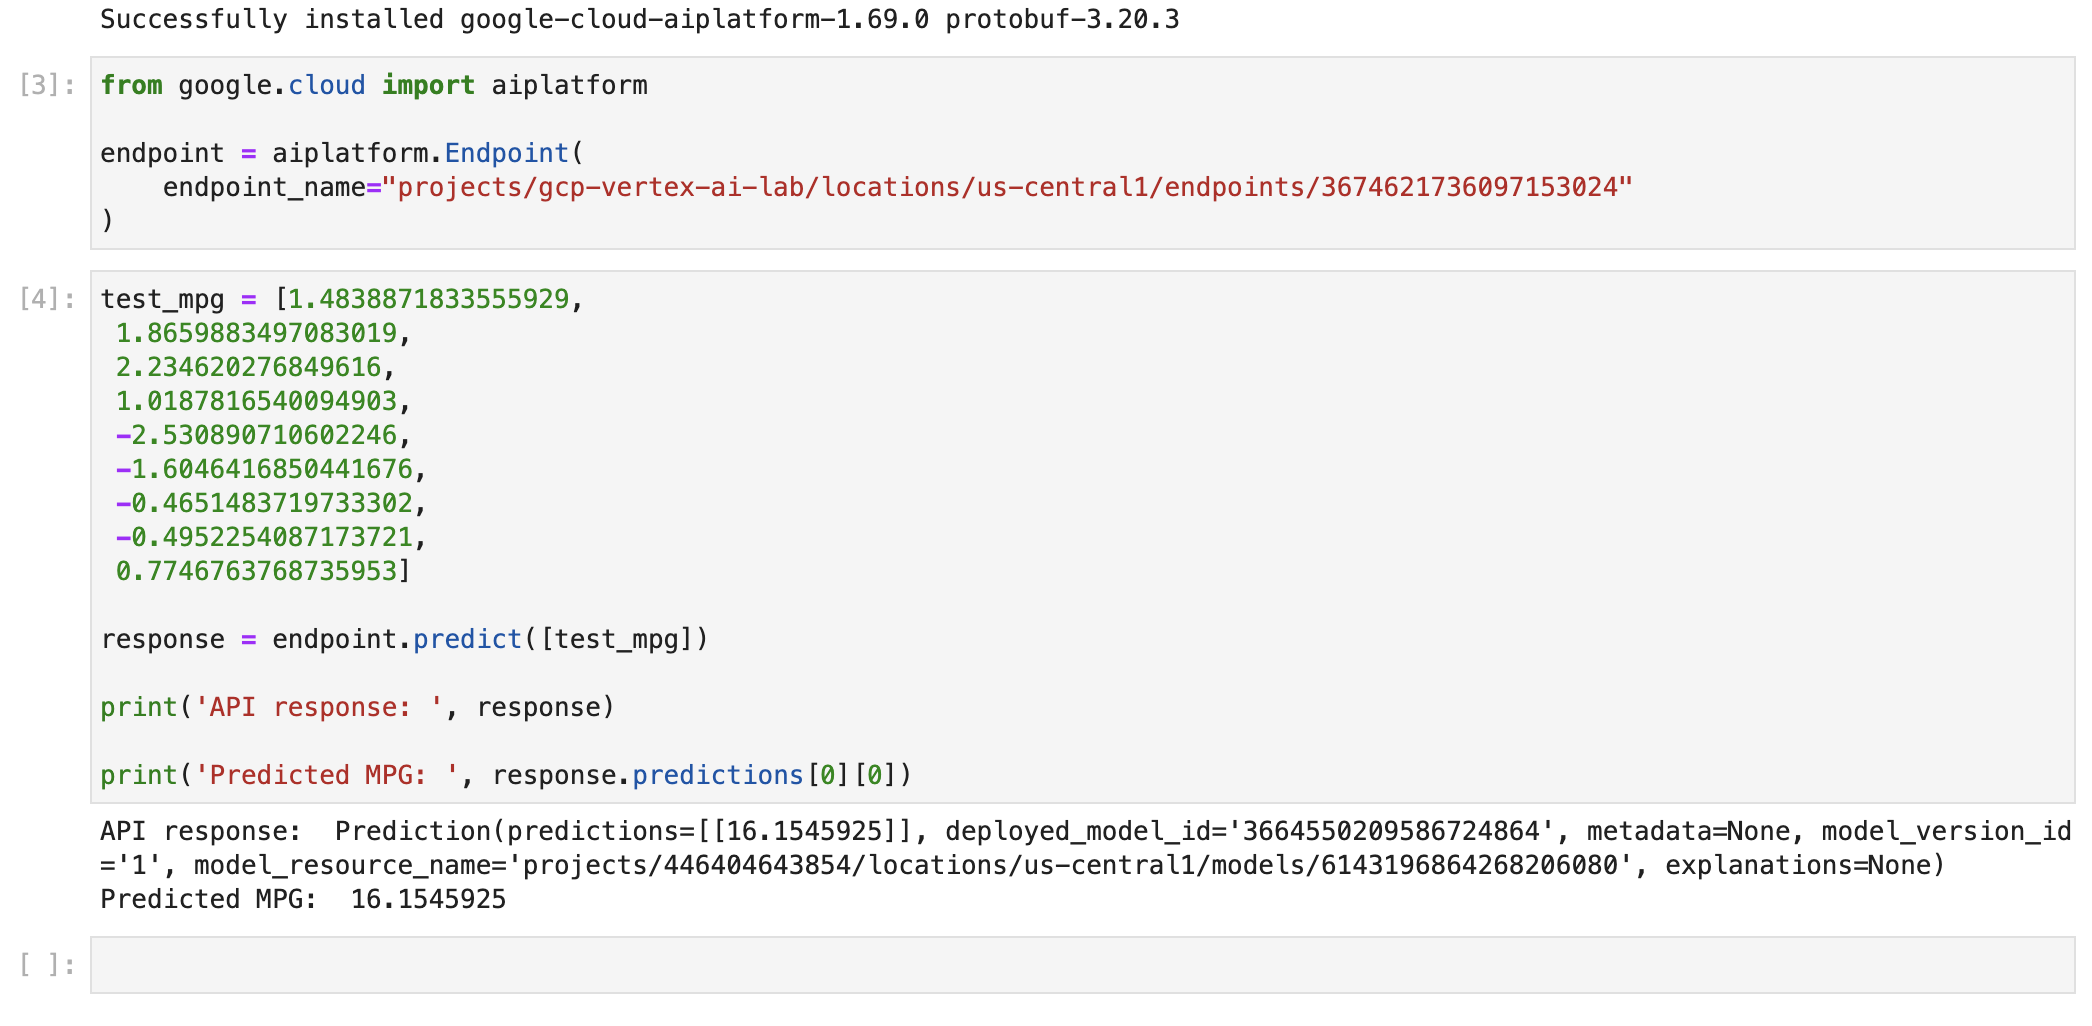 Successfully installed google-cloud-aiplatform-1.69.0 protobuf-3.20.3
[3]: from google.cloud import aiplatform
endpoint = aiplatform.Endpoint(
    endpoint_name="projects/gcp-vertex-ai-lab/locations/us-central1/endpoints/3674621736097153024"
)
[4]: test_mpg = [1.4838871833555929,
 1.8659883497083019,
 2.234620276849616,
 1.0187816540094903,
 -2.530890710602246,
 -1.6046416850441676,
 -0.4651483719733302,
 -0.4952254087173721,
 0.7746763768735953]
response = endpoint.predict([test_mpg])
print('API response: ', response)
print('Predicted MPG: ', response.predictions[0][0])
API response:  Prediction(predictions=[[16.1545925]], deployed_model_id='3664550209586724864', metadata=None, model_version_id
='1', model_resource_name='projects/446404643854/locations/us-central1/models/6143196864268206080', explanations=None)
Predicted MPG:  16.1545925
[ ]: